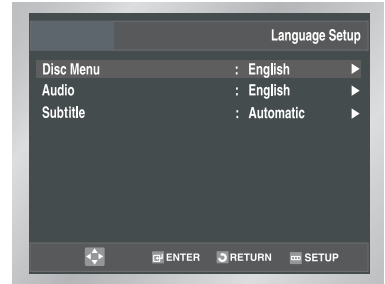 Language Setup
Disc Menu : English ►
Audio : English ►
Subtitle : Automatic ►
ENTER RETURN SETUP